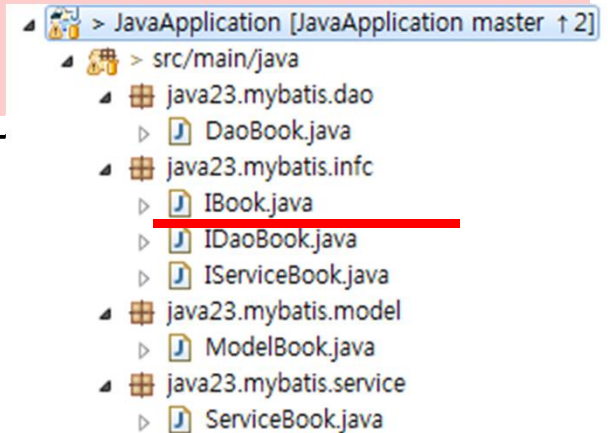 > JavaApplication [JavaApplication master ↑ 2]
> src/main/java
java23.mybatis.dao
DaoBook.java
java23.mybatis.infc
IBook.java
IDaoBook.java
IServiceBook.java
java23.mybatis.model
ModelBook.java
java23.mybatis.service
ServiceBook.java